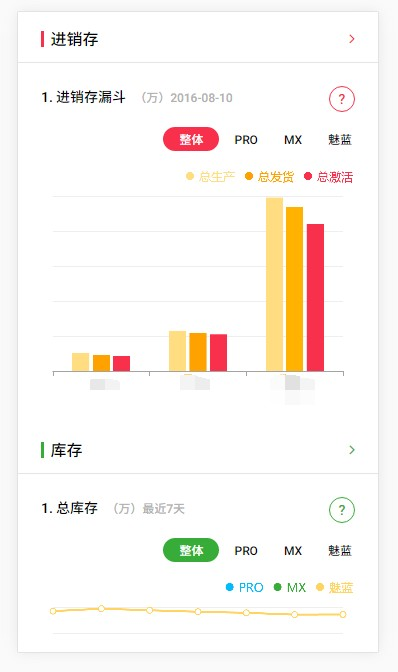 进销存
1. 进销存漏斗 （万）2016-08-10 ?
整体 PRO MX 魅蓝
总生产 总发货 总激活
库存
1. 总库存 （万）最近7天 ?
整体 PRO MX 魅蓝
PRO MX 魅蓝